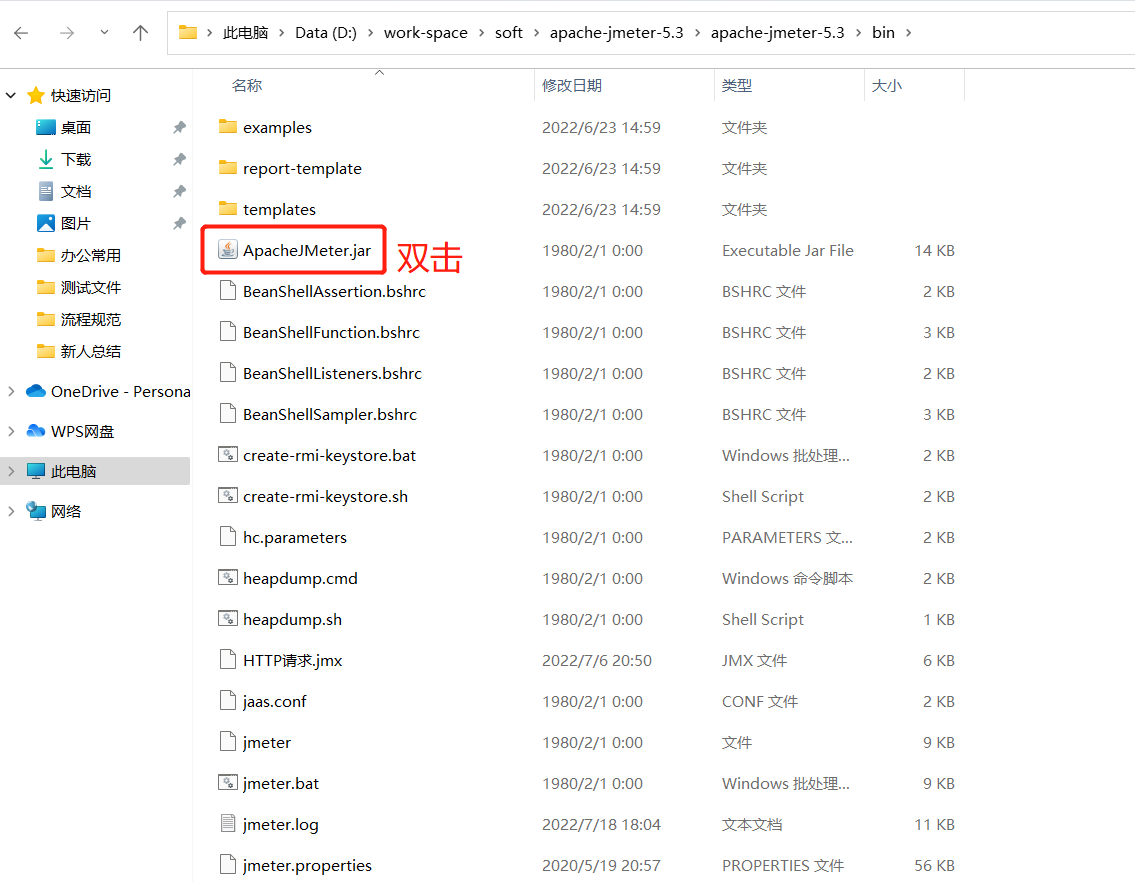 此电脑 > Data (D:) > work-space > soft > apache-jmeter-5.3 > apache-jmeter-5.3 > bin >
快速访问
桌面
下载
文档
图片
办公常用
测试文件
流程规范
新人总结
OneDrive - Persona
WPS网盘
此电脑
网络
名称 修改日期 类型 大小
examples 2022/6/23 14:59 文件夹
report-template 2022/6/23 14:59 文件夹
templates 2022/6/23 14:59 文件夹
ApacheJMeter.jar 双击 1980/2/1 0:00 Executable Jar File 14 KB
BeanShellAssertion.bshrc 1980/2/1 0:00 BSHRC 文件 2 KB
BeanShellFunction.bshrc 1980/2/1 0:00 BSHRC 文件 3 KB
BeanShellListeners.bshrc 1980/2/1 0:00 BSHRC 文件 2 KB
BeanShellSampler.bshrc 1980/2/1 0:00 BSHRC 文件 3 KB
create-rmi-keystore.bat 1980/2/1 0:00 Windows 批处理... 2 KB
create-rmi-keystore.sh 1980/2/1 0:00 Shell Script 2 KB
hc.parameters 1980/2/1 0:00 PARAMETERS 文... 2 KB
heapdump.cmd 1980/2/1 0:00 Windows 命令脚本 2 KB
heapdump.sh 1980/2/1 0:00 Shell Script 1 KB
HTTP请求.jmx 2022/7/6 20:50 JMX 文件 6 KB
jaas.conf 1980/2/1 0:00 CONF 文件 2 KB
jmeter 1980/2/1 0:00 文件 9 KB
jmeter.bat 1980/2/1 0:00 Windows 批处理... 9 KB
jmeter.log 2022/7/18 18:04 文本文档 11 KB
jmeter.properties 2020/5/19 20:57 PROPERTIES 文件 56 KB